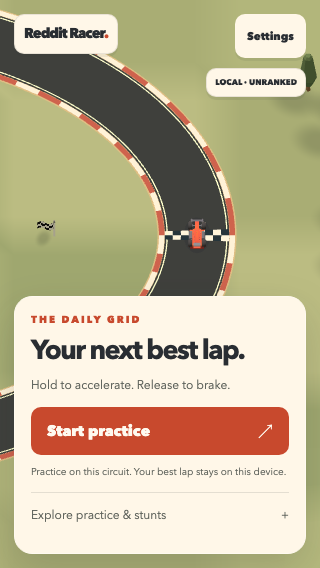 Reddit Racer.
Settings
LOCAL • UNRANKED
THE DAILY GRID
Your next best lap.
Hold to accelerate. Release to brake.
Start practice
Practice on this circuit. Your best lap stays on this device.
Explore practice & stunts +